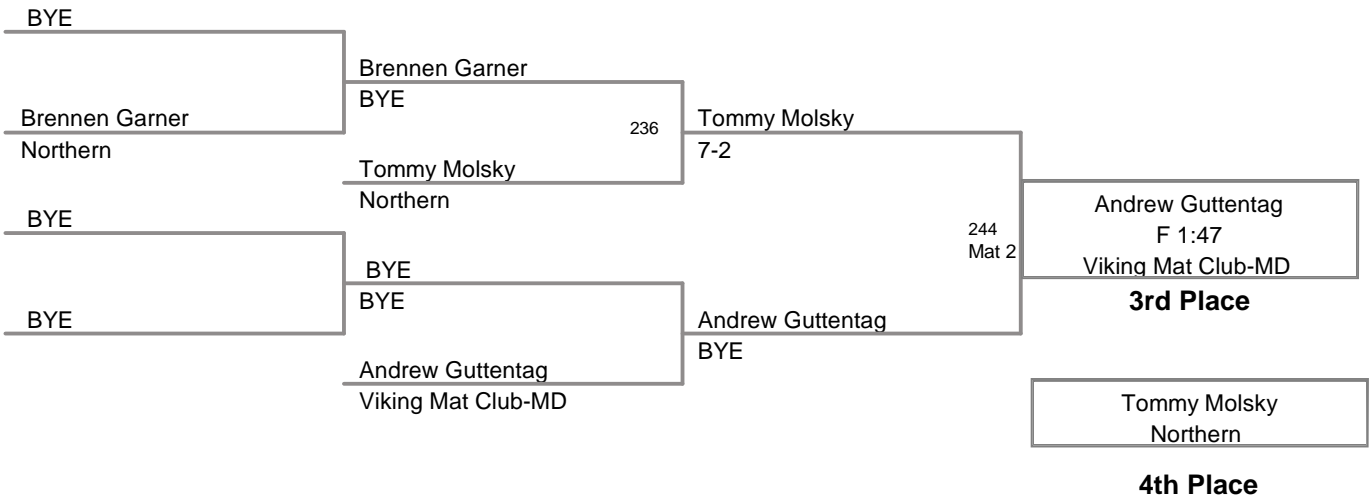 BYE
Brennen Garner
Northern
BYE
BYE
Brennen Garner
BYE
236
Tommy Molsky
Northern
BYE
BYE
Andrew Guttentag
Viking Mat Club-MD
Tommy Molsky
7-2
244
Mat 2
Andrew Guttentag
BYE
Andrew Guttentag
F 1:47
Viking Mat Club-MD
3rd Place
Tommy Molsky
Northern
4th Place